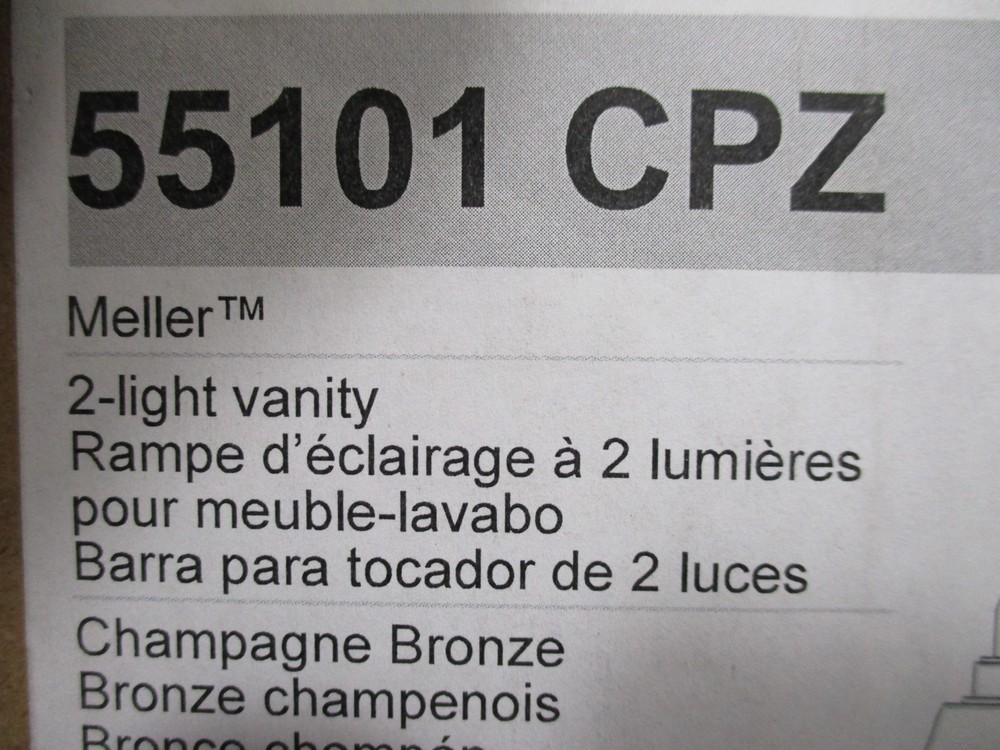 55101 CPZ
Meller™
2-light vanity
Rampe d’éclairage à 2 lumières
pour meuble-lavabo
Barra para tocador de 2 luces
Champagne Bronze
Bronze champenois